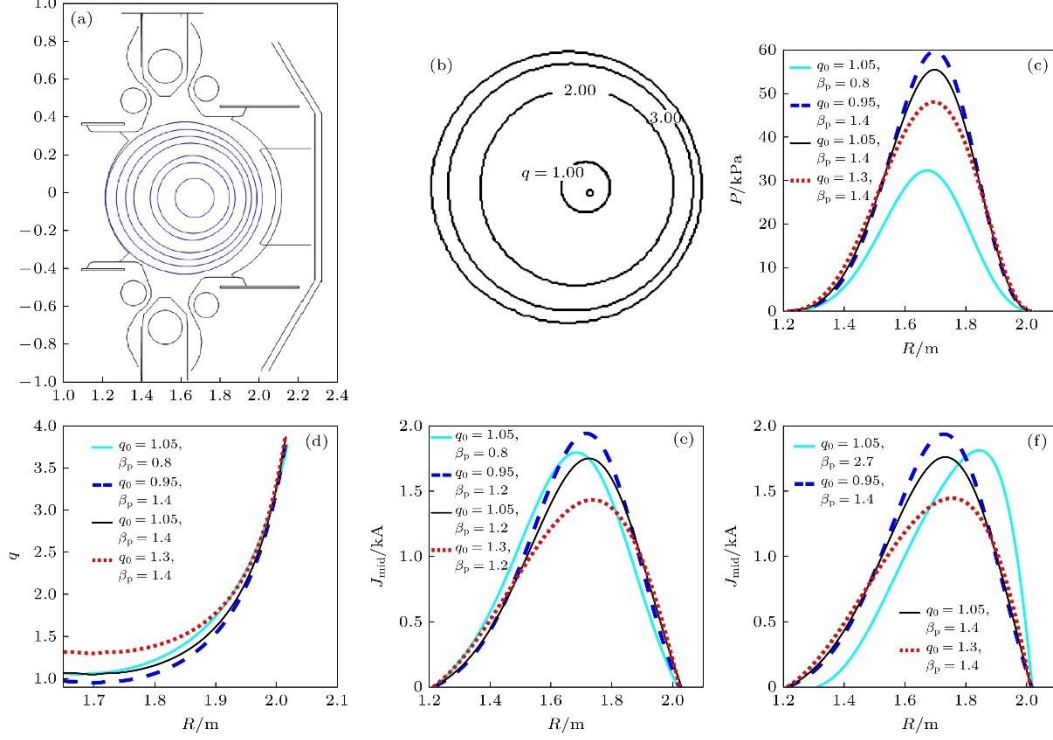 (a)
1.0
0.8
0.6
0.4
0.2
0
−0.2
−0.4
−0.6
−0.8
−1.0
1.0 1.2 1.4 1.6 1.8 2.0 2.2 2.4
(b)
2.00
3.00
q = 1.00
(c)
q0 = 1.05,
βp = 0.8
q0 = 0.95,
βp = 1.4
q0 = 1.05,
βp = 1.4
q0 = 1.3,
βp = 1.4
60
50
40
30
20
10
0
P/kPa
1.2 1.4 1.6 1.8 2.0
R/m
(d)
q0 = 1.05,
βp = 0.8
q0 = 0.95,
βp = 1.4
q0 = 1.05,
βp = 1.4
q0 = 1.3,
βp = 1.4
4.0
3.5
3.0
2.5
2.0
1.5
1.0
q
1.7 1.8 1.9 2.0 2.1
R/m
(e)
q0 = 1.05,
βp = 0.8
q0 = 0.95,
βp = 1.2
q0 = 1.05,
βp = 1.2
q0 = 1.3,
βp = 1.2
2.0
1.5
1.0
0.5
0
Jmid/kA
1.2 1.4 1.6 1.8 2.0
R/m
(f)
q0 = 1.05,
βp = 2.7
q0 = 0.95,
βp = 1.4
q0 = 1.05,
βp = 1.4
q0 = 1.3,
βp = 1.4
2.0
1.5
1.0
0.5
0
Jmid/kA
1.2 1.4 1.6 1.8 2.0
R/m